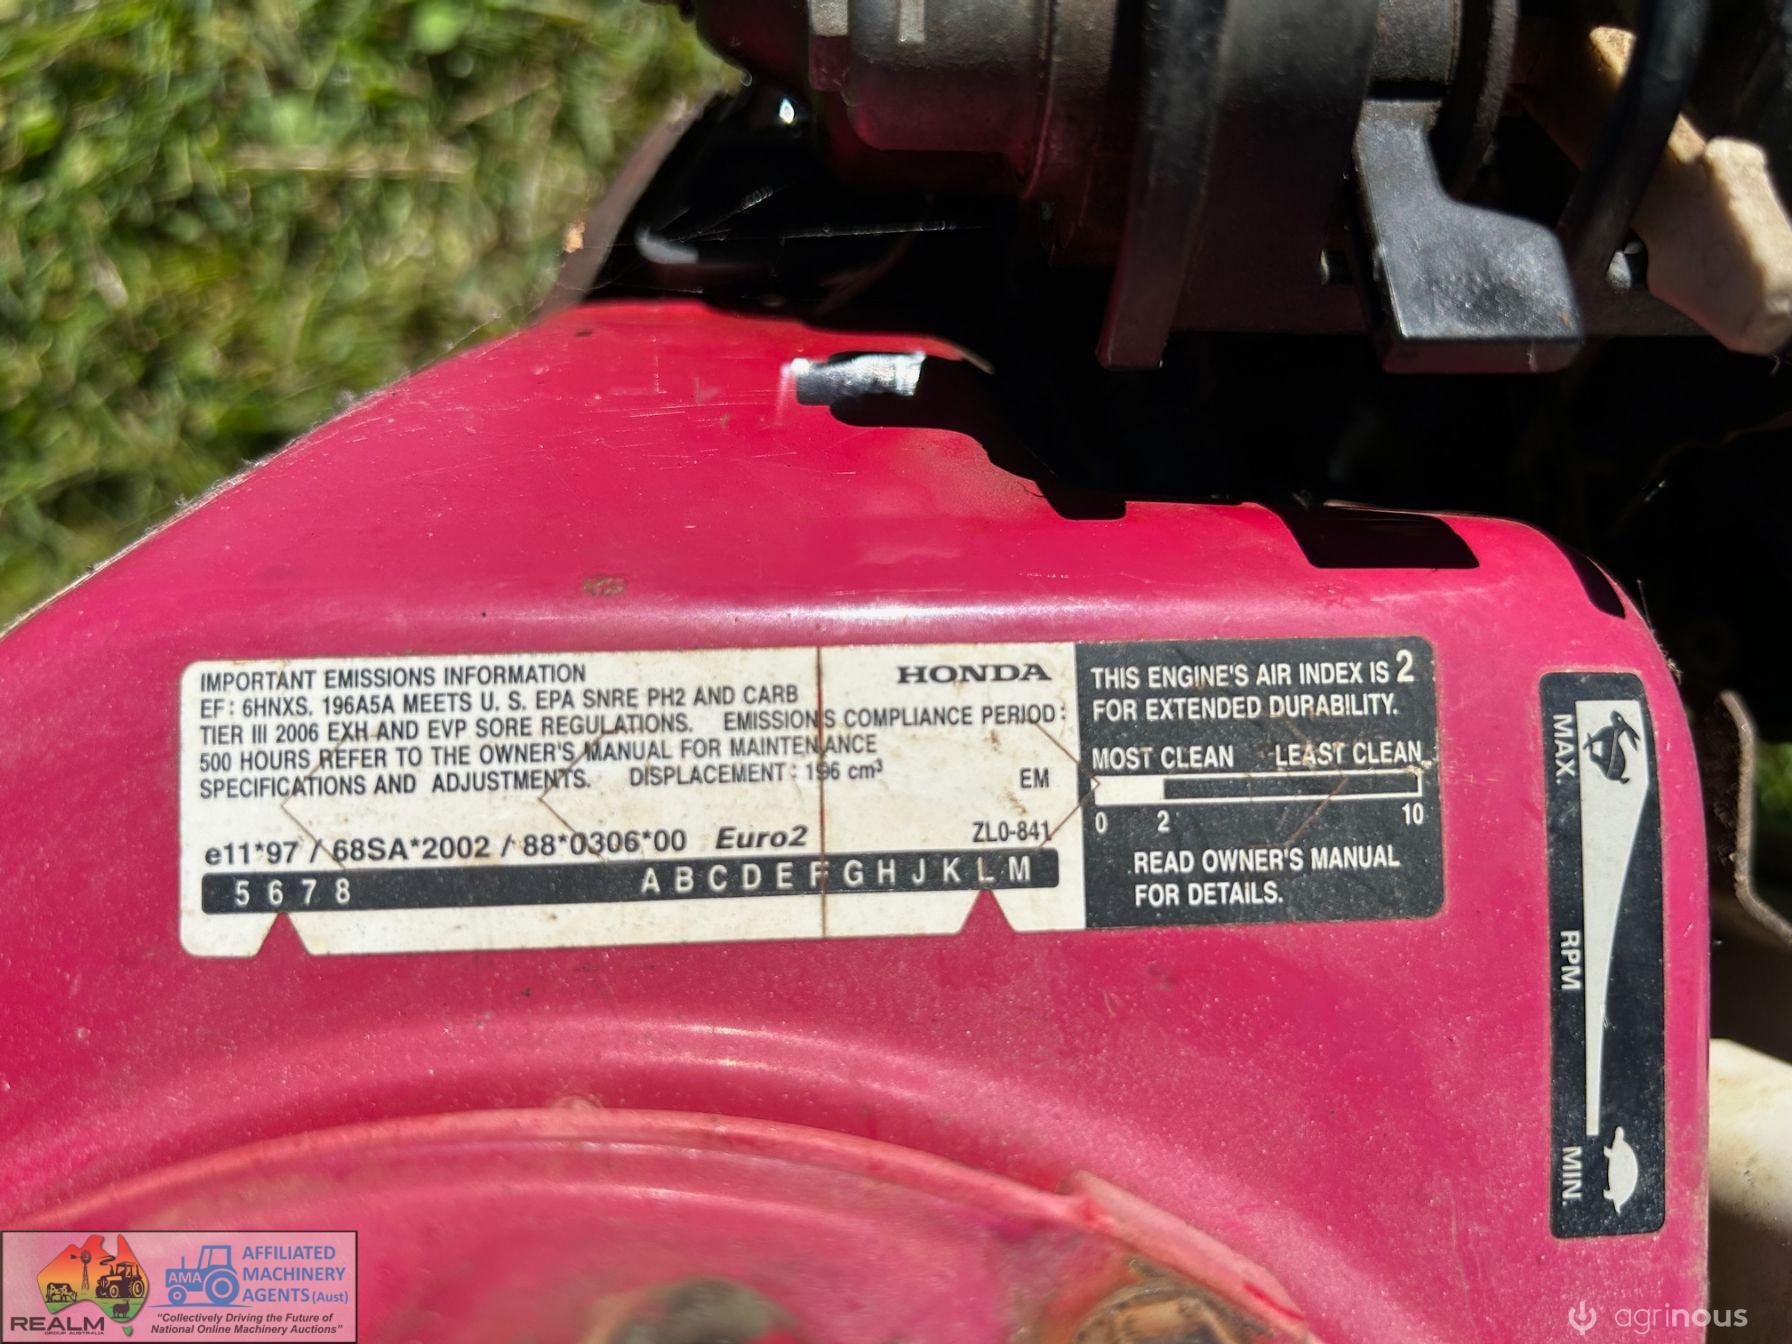 IMPORTANT EMISSIONS INFORMATION
EF: 6HNXS. 196A5A MEETS U. S. EPA SNRE PH2 AND CARB
TIER III 2006 EXH AND EVP SORE REGULATIONS. EMISSIONS COMPLIANCE PERIOD:
500 HOURS REFER TO THE OWNER'S MANUAL FOR MAINTENANCE
SPECIFICATIONS AND ADJUSTMENTS. DISPLACEMENT: 196 cm³
HONDA
EM
e11*97 / 68SA*2002 / 88*0306*00 Euro2
ZL0-841
5 6 7 8 A B C D E F G H J K L M
THIS ENGINE'S AIR INDEX IS 2
FOR EXTENDED DURABILITY.
MOST CLEAN LEAST CLEAN
0 2 10
READ OWNER'S MANUAL
FOR DETAILS.
MAX.
RPM
MIN.
REALM
GROUP AUSTRALIA
AMA
AFFILIATED
MACHINERY
AGENTS (Aust)
"Collectively Driving the Future of
National Online Machinery Auctions"
agrinous